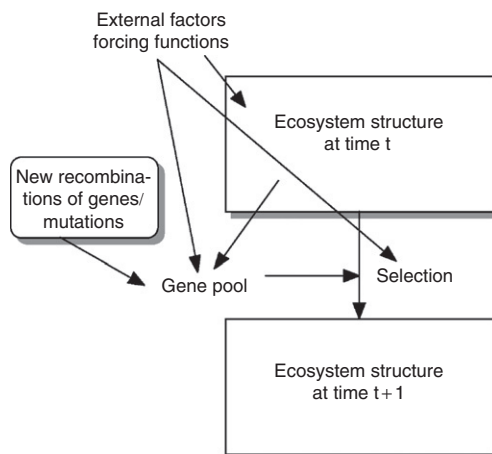 External factors
forcing functions
Ecosystem structure
at time t
New recombina-
tions of genes/
mutations
Gene pool
Selection
Ecosystem structure
at time t+1